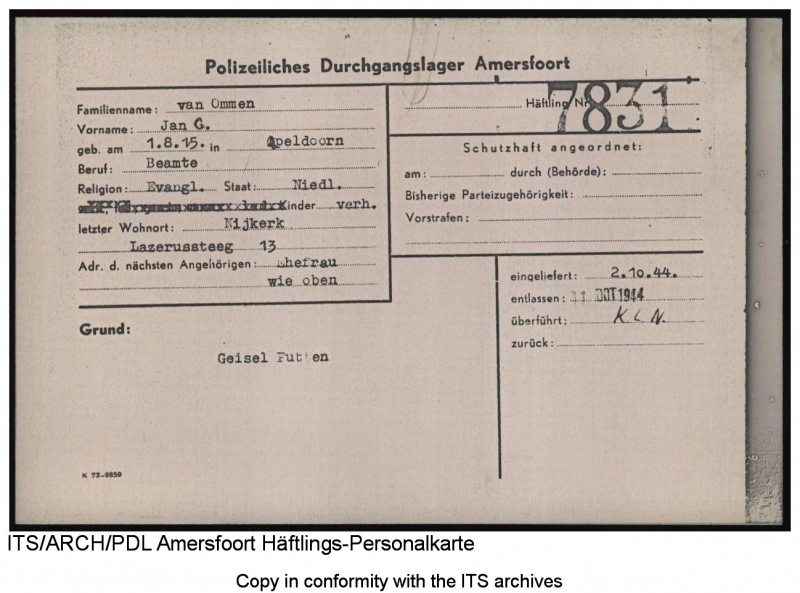 Polizeiliches Durchgangslager Amersfoort
Familienname: van Ommen
Vorname: Jan G.
geb. am 1.8.15. in Apeldoorn
Beruf: Beamte
Religion: Evangl. Staat: Niedl.
Kinder verh.
letzter Wohnort: Nijkerk
Lazerussteeg 13
Adr. d. nächsten Angehörigen: Ehefrau
wie oben
Häftling Nr. 7831
Schutzhaft angeordnet:
am: durch (Behörde):
Bisherige Parteizugehörigkeit:
Vorstrafen:
eingeliefert: 2.10.44.
entlassen: 11 OCT 1944
überführt: K L N.
zurück:
Grund:
Geisel Putten
K 73-9859
ITS/ARCH/PDL Amersfoort Häftlings-Personalkarte
Copy in conformity with the ITS archives